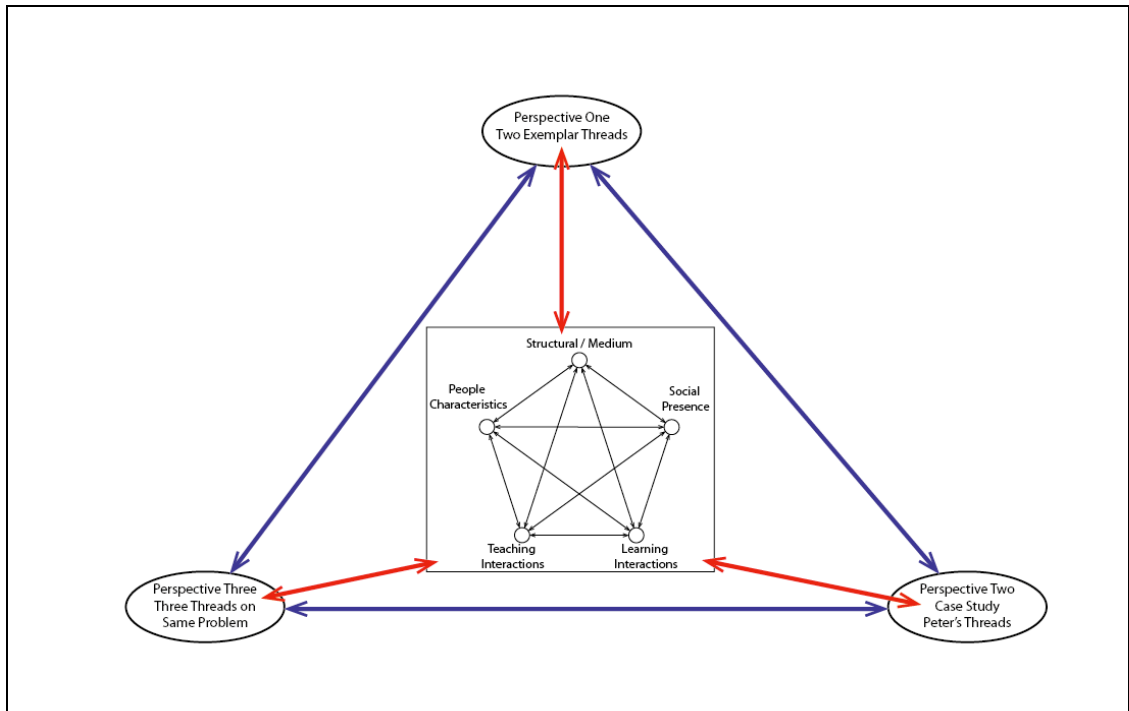 Perspective One
Two Exemplar Threads
Structural / Medium
People
Characteristics
Social
Presence
Teaching
Interactions
Learning
Interactions
Perspective Three
Three Threads on
Same Problem
Perspective Two
Case Study
Peter's Threads